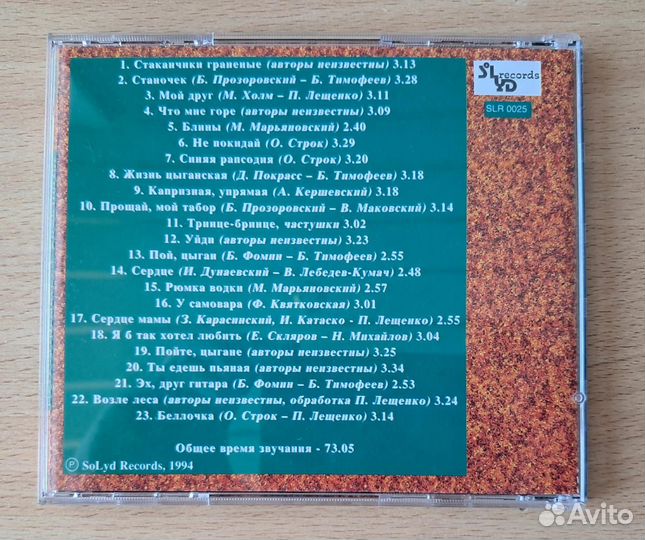 1. Стаканчики граненые (авторы неизвестны) 3.13
2. Станочек (Б. Прозоровский – Б. Тимофеев) 3.28
3. Мой друг (М. Холм – П. Лещенко) 3.11
4. Что мне горе (авторы неизвестны) 3.09
5. Блины (М. Марьяновский) 2.40
6. Не покидай (О. Строк) 3.29
7. Синяя рапсодия (О. Строк) 3.20
8. Жизнь цыганская (Д. Покрасс – Б. Тимофеев) 3.18
9. Капризная, упрямая (А. Кершевский) 3.18
10. Прощай, мой табор (Б. Прозоровский – В. Маковский) 3.14
11. Тринце-бринце, частушки 3.02
12. Уйди (авторы неизвестны) 3.23
13. Пой, цыган (Б. Фомин – Б. Тимофеев) 2.55
14. Сердце (И. Дунаевский – В. Лебедев-Кумач) 2.48
15. Рюмка водки (М. Марьяновский) 2.57
16. У самовара (Ф. Квятковская) 3.01
17. Сердце мамы (З. Карасинский, И. Катаско - П. Лещенко) 2.55
18. Я б так хотел любить (Е. Скляров – Н. Михайлов) 3.04
19. Пойте, цыгане (авторы неизвестны) 3.25
20. Ты едешь пьяная (авторы неизвестны) 3.34
21. Эх, друг гитара (Б. Фомин – Б. Тимофеев) 2.53
22. Возле леса (авторы неизвестны, обработка П. Лещенко) 3.24
23. Беллочка (О. Строк – П. Лещенко) 3.14
Общее время звучания - 73.05
℗ SoLyd Records, 1994
SoLYD records
SLR 0025
Avito